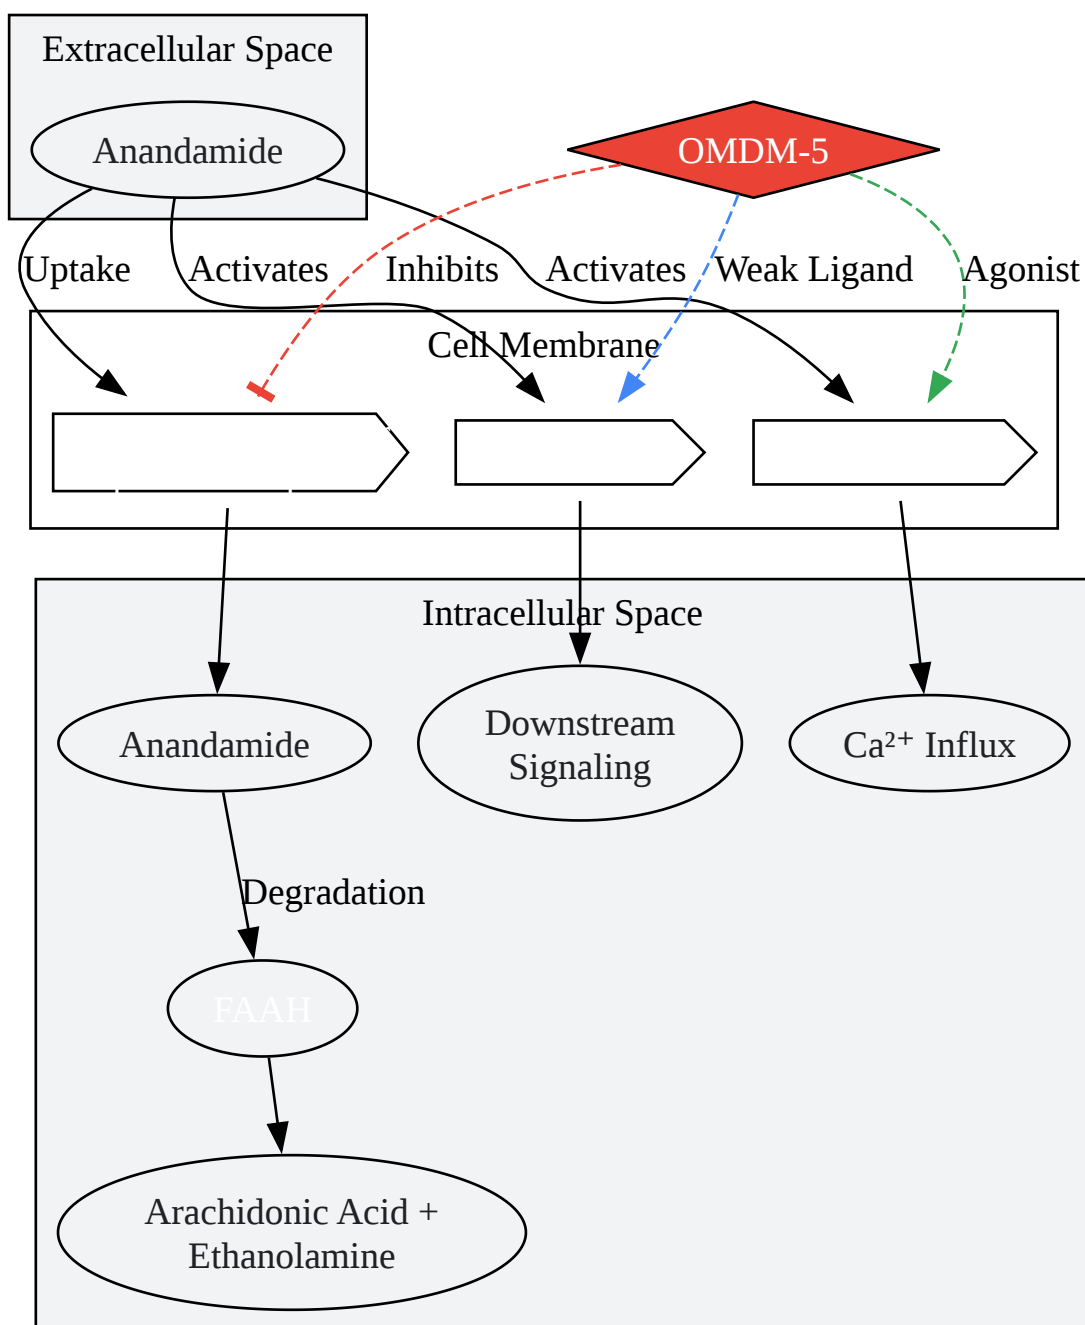 Extracellular Space
Anandamide
OMDM-5
Uptake
Activates
Inhibits
Activates
Weak Ligand
Agonist
Cell Membrane
Intracellular Space
Anandamide
Downstream
Signaling
Ca²⁺ Influx
Degradation
FAAH
Arachidonic Acid +
Ethanolamine